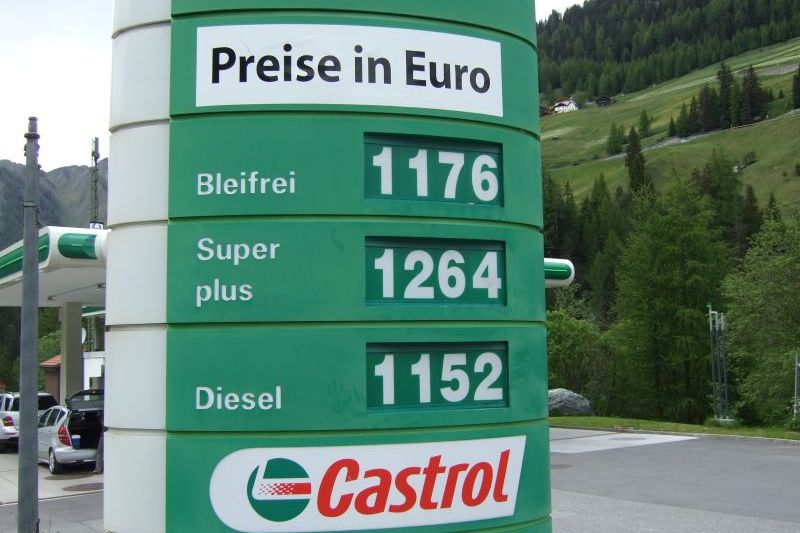 Preise in Euro
Bleifrei 1176
Super plus 1264
Diesel 1152
Castrol